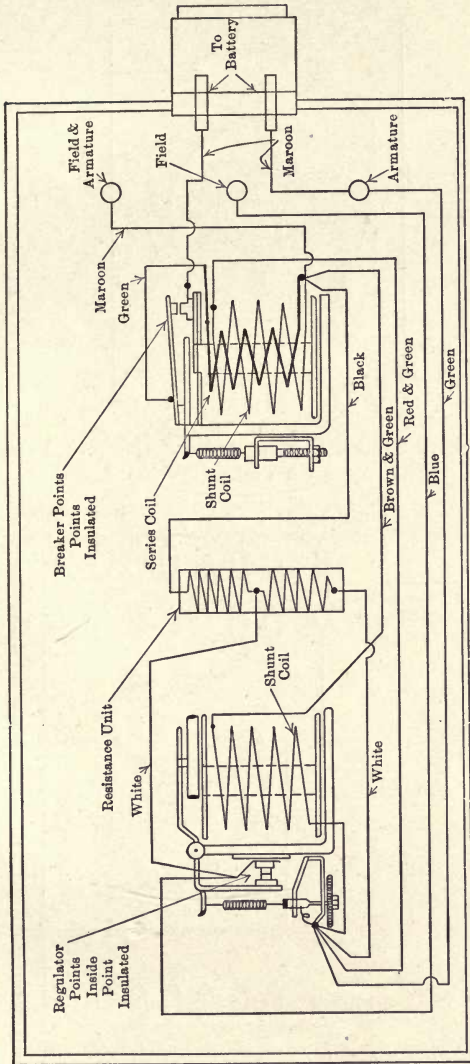 To
Battery
Field &
Armature
Field
Maroon
Armature
Maroon
Green
Breaker Points
Points
Insulated
Series Coil
Shunt
Coil
Black
Brown & Green
Red & Green
Blue
Green
Resistance Unit
White
Shunt
Coil
White
Regulator
Points
Inside
Point
Insulated